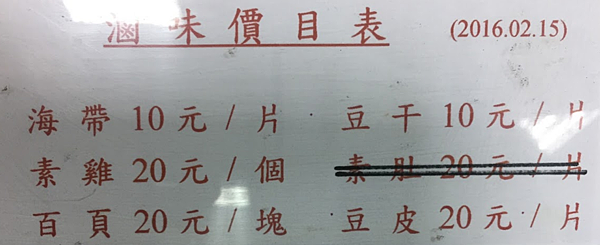 滷味價目表 (2016.02.15)
海帶10元/片 豆干10元/片
素雞20元/個 素肚20元/片
百頁20元/塊 豆皮20元/片